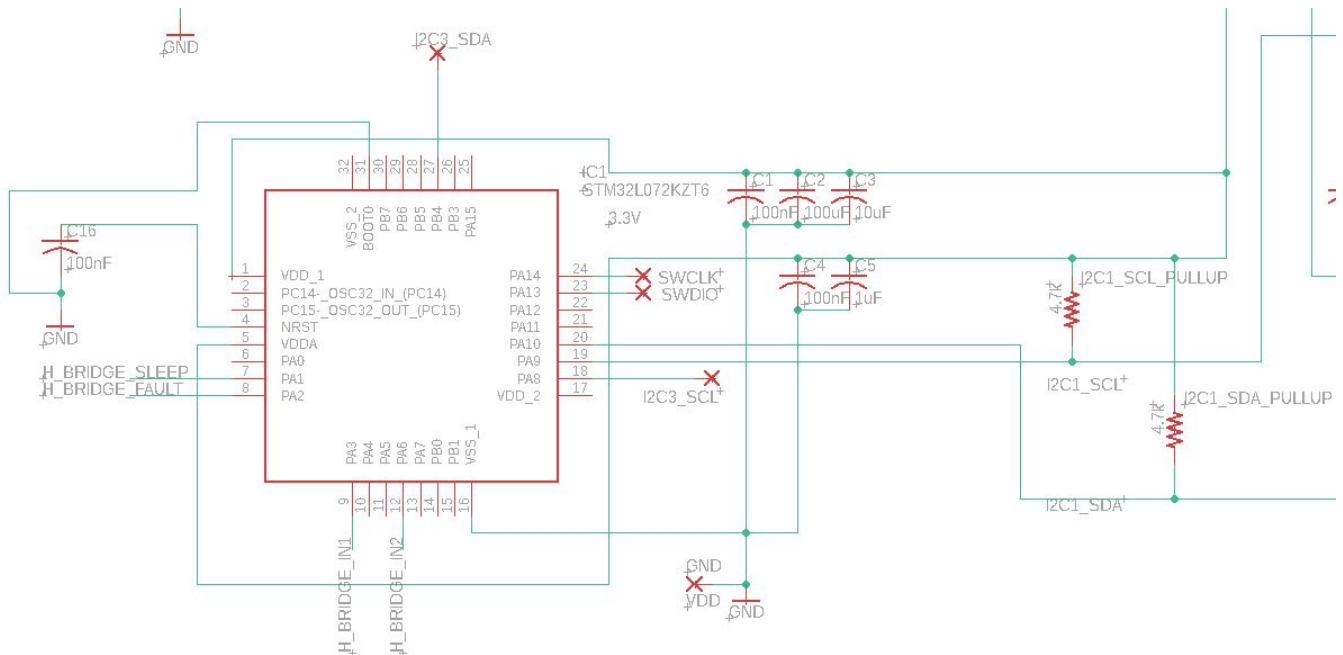 GND
I2C3_SDA
32
31
30
29
28
27
26
25
VSS_2
BOOT0
PB7
PB6
PB5
PB4
PB3
PA15
IC1
STM32L072KZT6
3.3V
C1
100nF
C2
100uF
C3
10uF
C16
100nF
GND
1 VDD_1
2 PC14-_OSC32_IN_(PC14)
3 PC15-_OSC32_OUT_(PC15)
4 NRST
5 VDDA
6 PA0
7 PA1
8 PA2
H_BRIDGE_SLEEP
H_BRIDGE_FAULT
PA14 24
PA13 23
PA12 22
PA11 21
PA10 20
PA9 19
PA8 18
VDD_2 17
SWCLK
SWDIO
I2C3_SCL
C4
100nF
C5
1uF
I2C1_SCL_PULLUP
4.7k
I2C1_SCL
I2C1_SDA_PULLUP
4.7k
I2C1_SDA
PA3
PA4
PA5
PA6
PA7
PB0
PB1
VSS_1
9
10
11
12
13
14
15
16
H_BRIDGE_IN1
H_BRIDGE_IN2
GND
VDD
GND